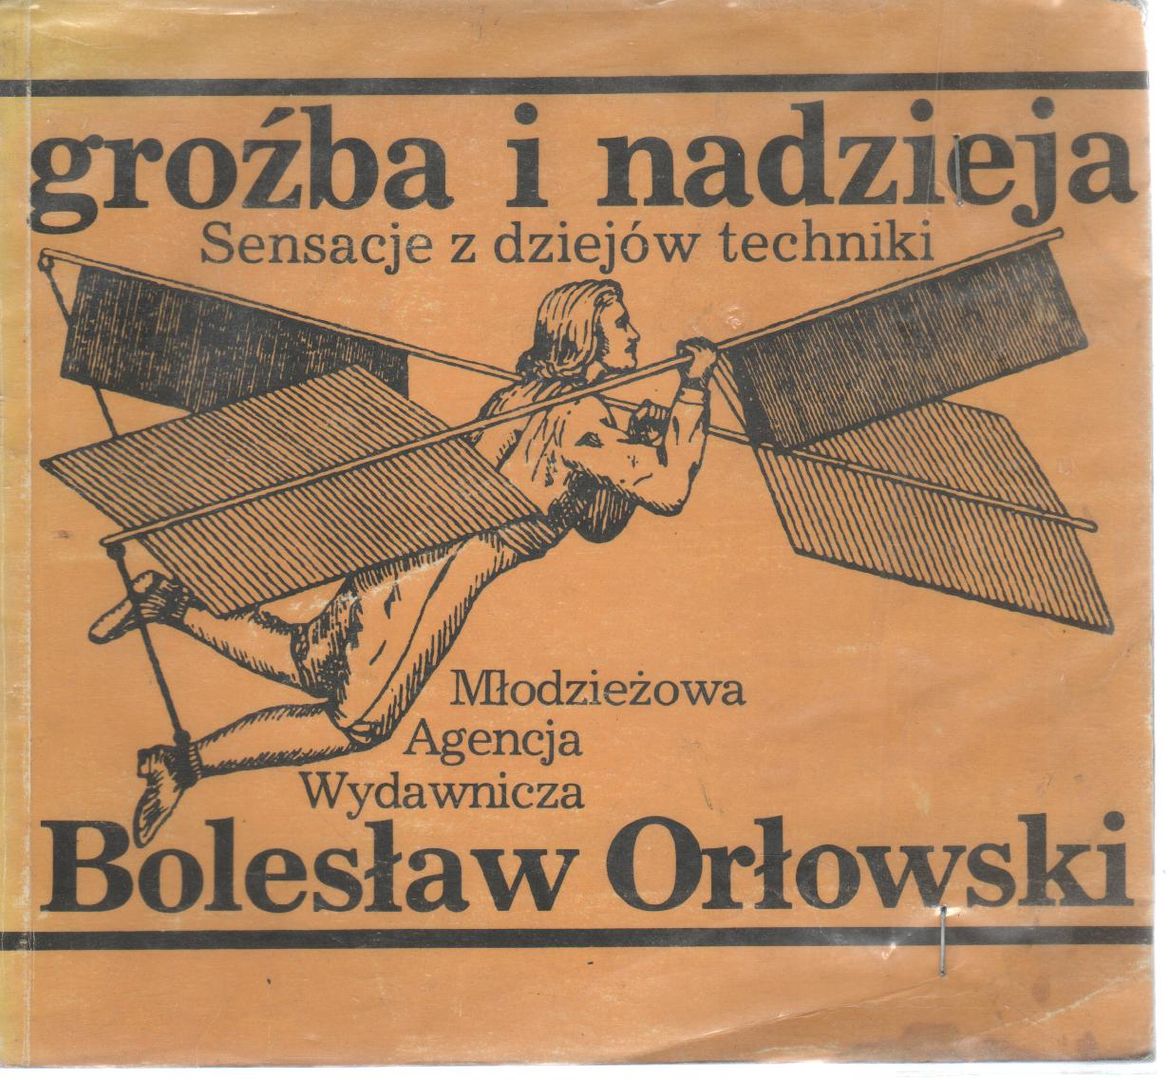 groźba i nadzieja
Sensacje z dziejów techniki
Młodzieżowa
Agencja
Wydawnicza
Bolesław Orłowski